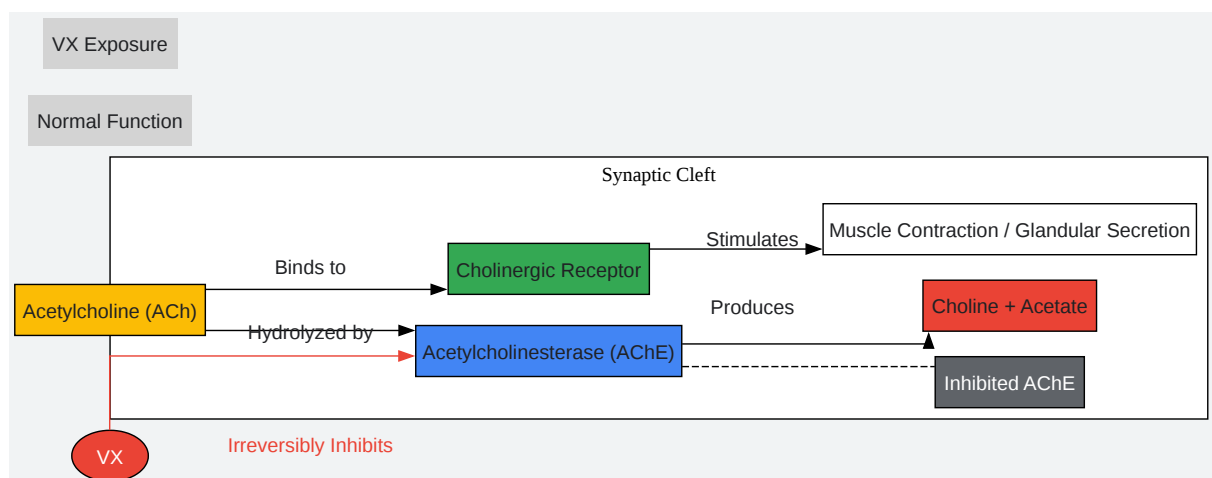 VX Exposure
Normal Function
Synaptic Cleft
Muscle Contraction / Glandular Secretion
Stimulates
Binds to
Cholinergic Receptor
Acetylcholine (ACh)
Produces
Choline + Acetate
Hydrolyzed by
Acetylcholinesterase (AChE)
Inhibited AChE
Irreversibly Inhibits
VX